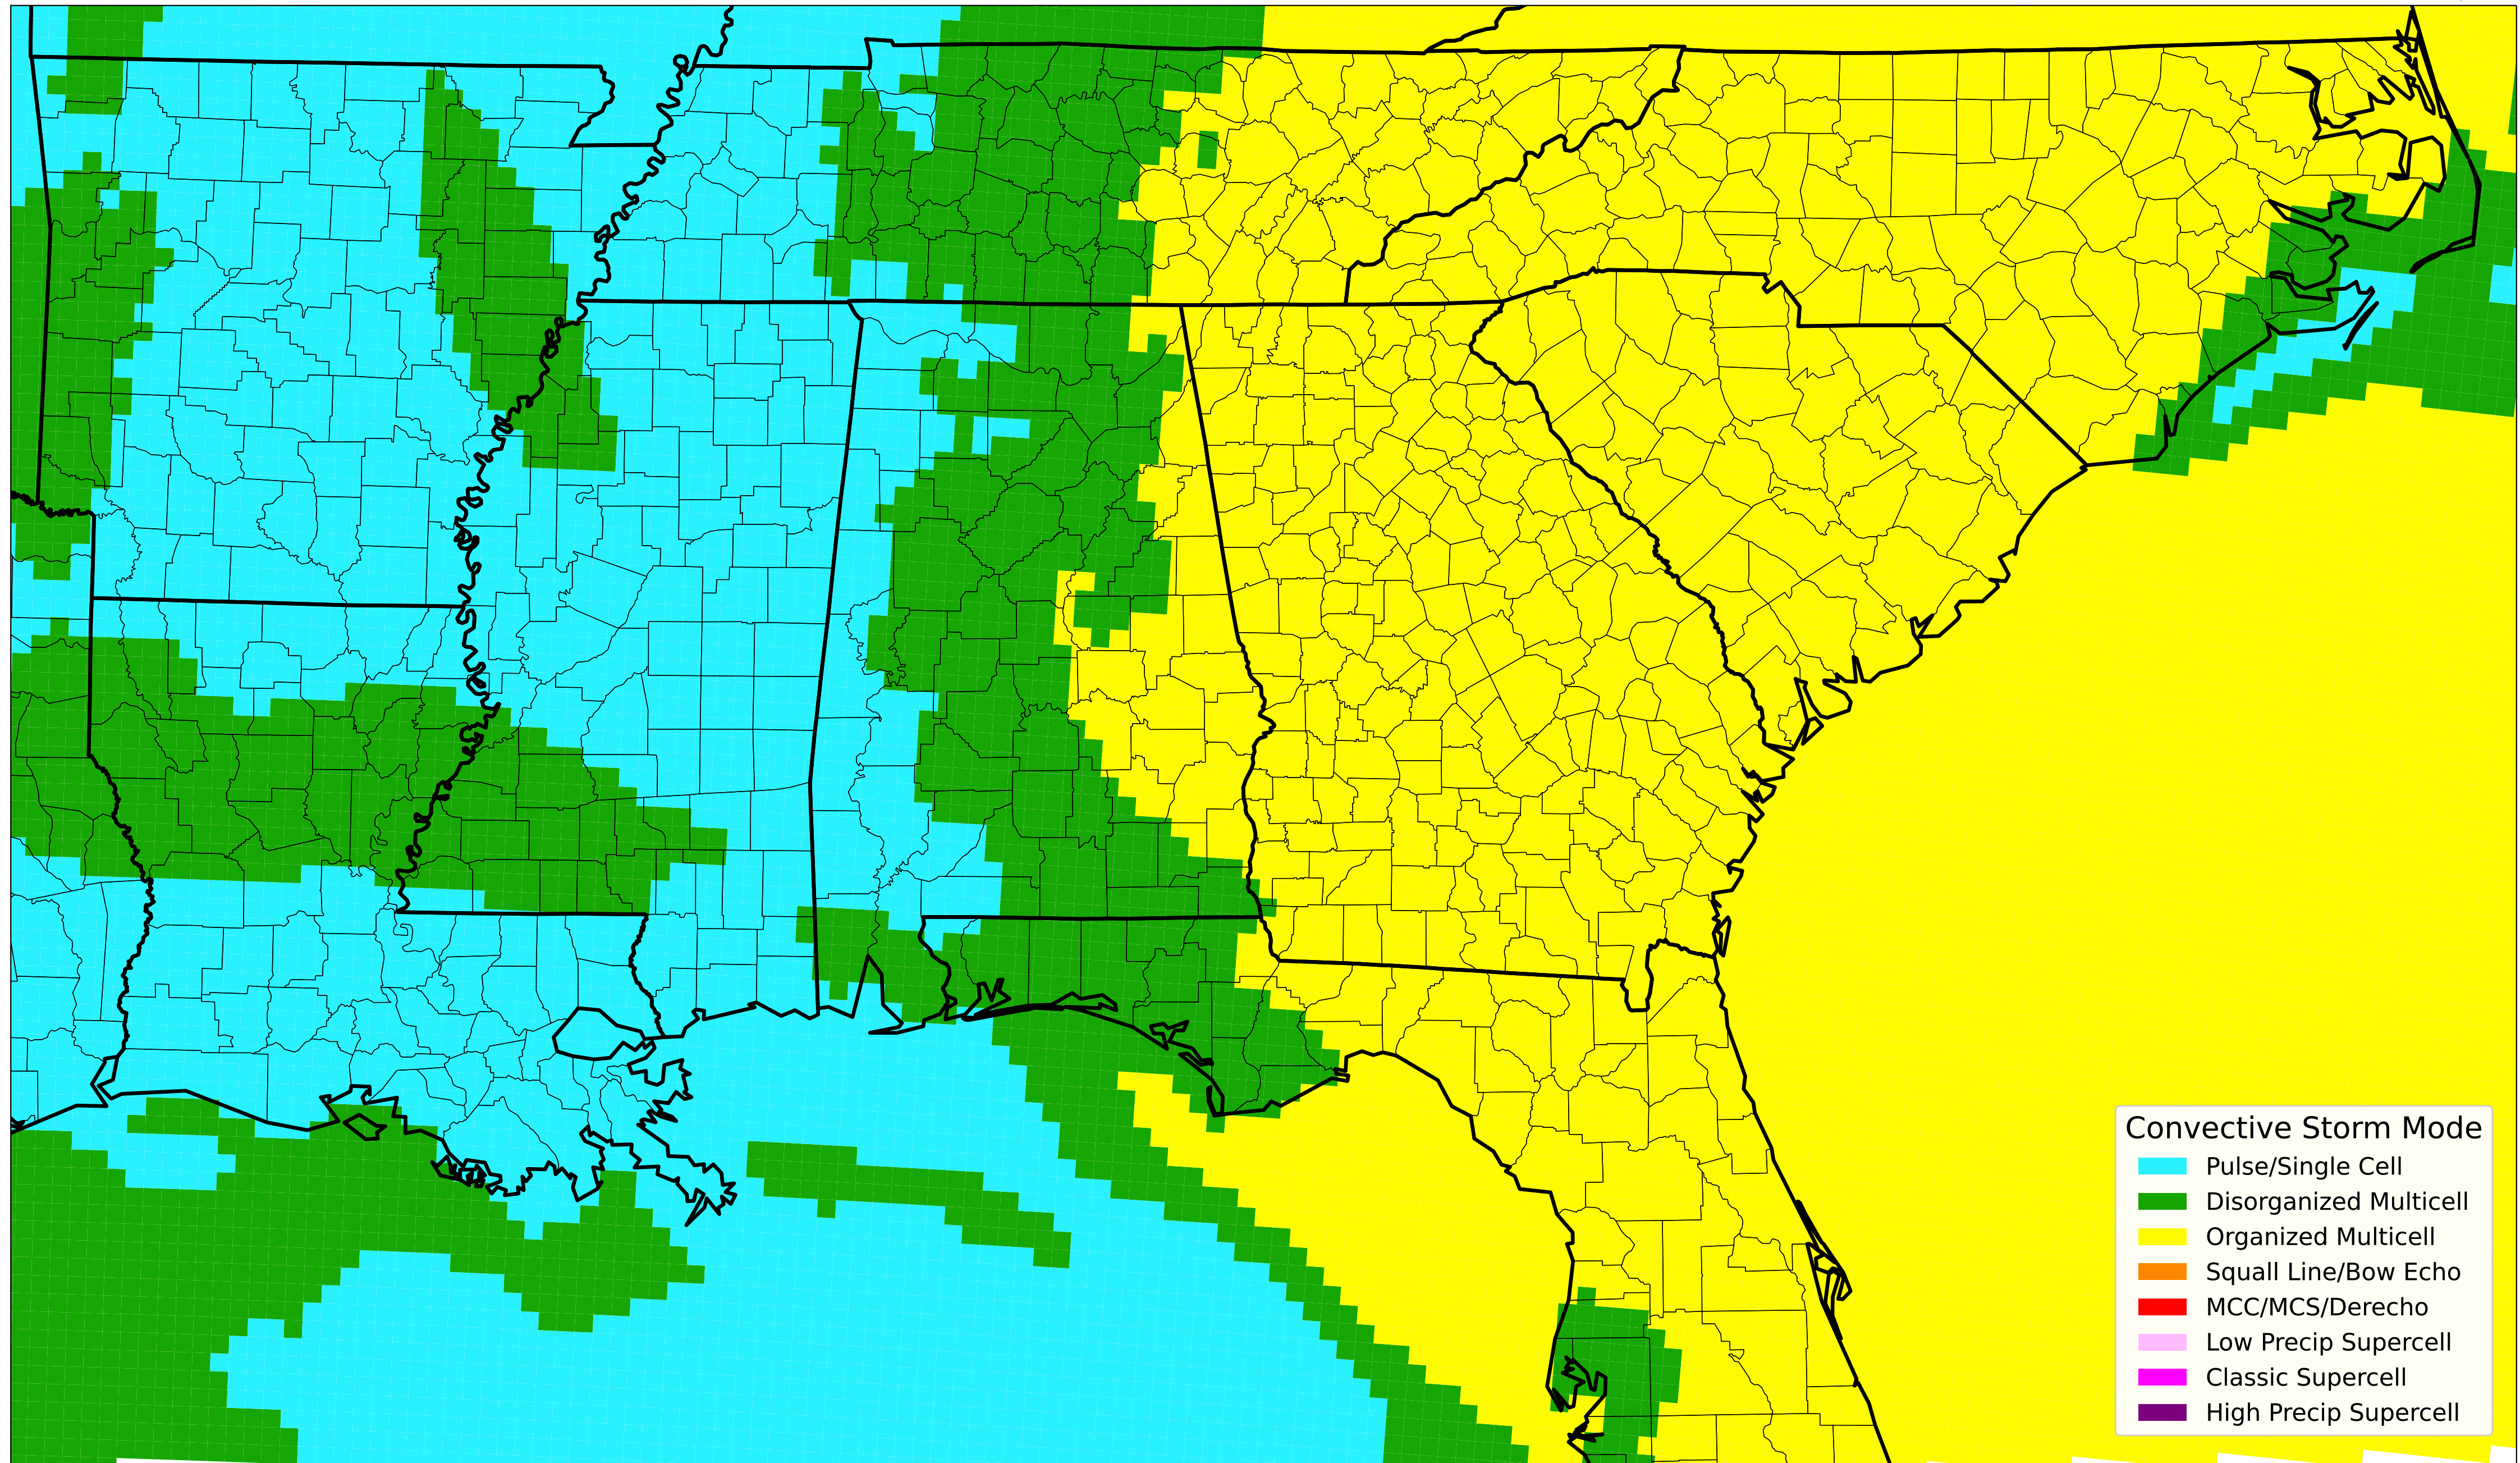 Convective Storm Mode
Pulse/Single Cell
Disorganized Multicell
Organized Multicell
Squall Line/Bow Echo
MCC/MCS/Derecho
Low Precip Supercell
Classic Supercell
High Precip Supercell